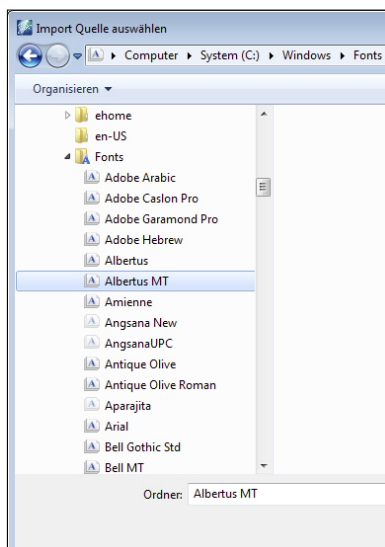 Import Quelle auswählen
Computer System (C:) Windows Fonts
Organisieren
ehome
en-US
Fonts
Adobe Arabic
Adobe Caslon Pro
Adobe Garamond Pro
Adobe Hebrew
Albertus
Albertus MT
Amienne
Angsana New
AngsanaUPC
Antique Olive
Antique Olive Roman
Aparajita
Arial
Bell Gothic Std
Bell MT
Ordner: Albertus MT